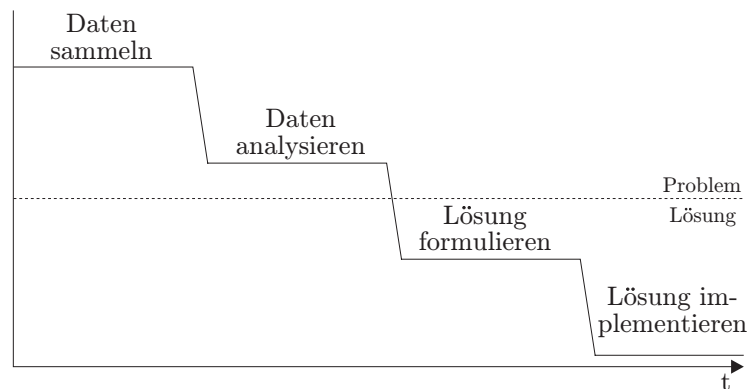 Daten
sammeln
Daten
analysieren
Problem
Lösung
Lösung
formulieren
Lösung im-
plementieren
t